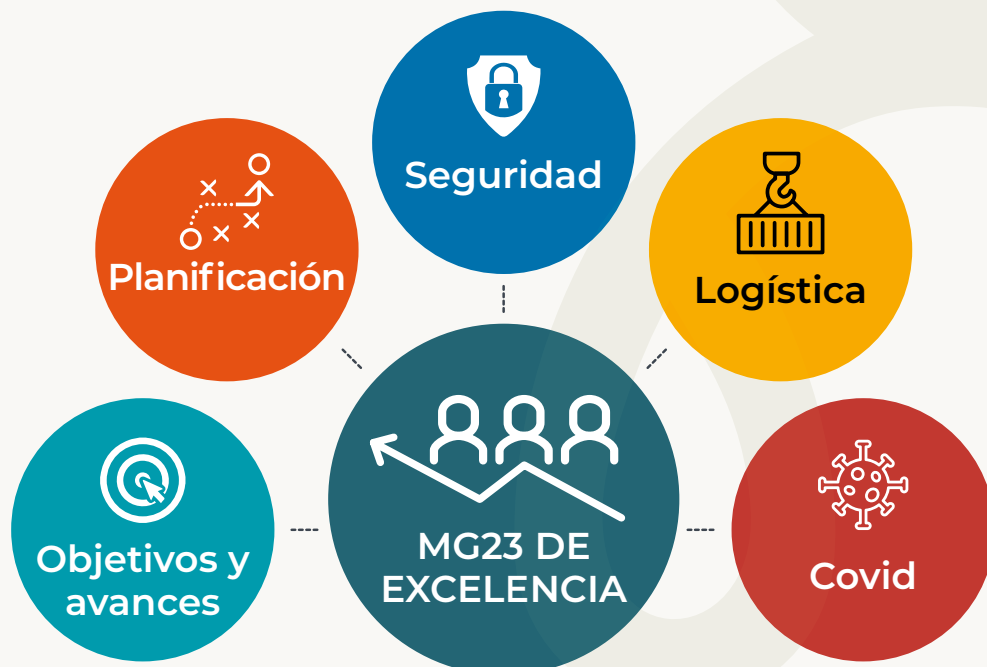 Seguridad
Planificación
Logística
Objetivos y
avances
MG23 DE
EXCELENCIA
Covid